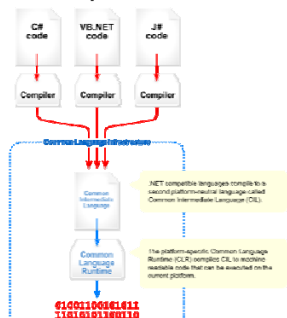 C# code
VB.NET code
J# code
Compiler Compiler Compiler
Common Language Infrastructure
Common Intermediate Language
.NET compatible languages compile to a
second platform-neutral language called
Common Intermediate Language (CIL).
Common Language Runtime
The platform-specific Common Language
Runtime (CLR) compiles CIL to machine
readable code that can be executed on the
current platform.
01001100101011
11010101100110